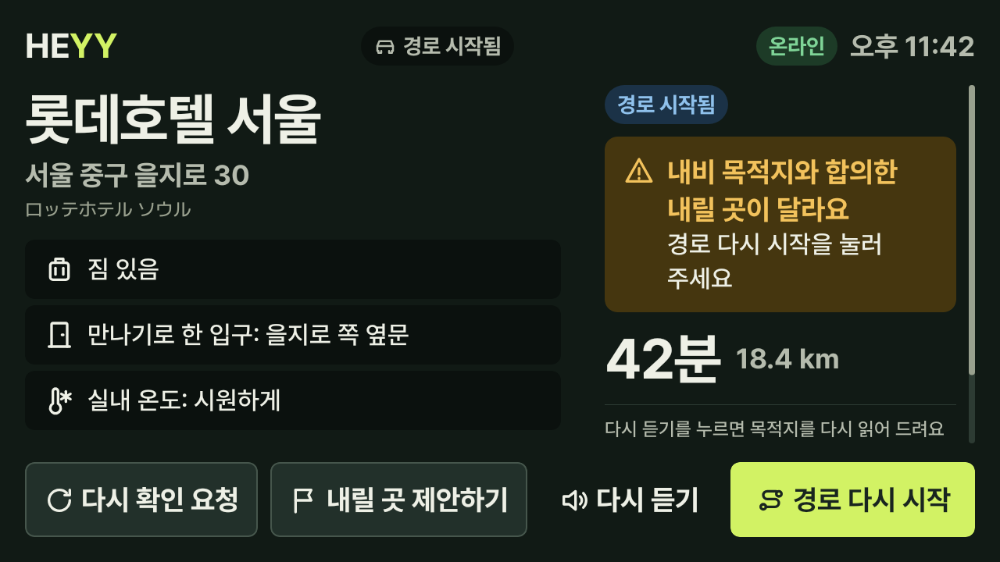 HEYY
경로 시작됨
온라인
오후 11:42
롯데호텔 서울
서울 중구 을지로 30
ロッテホテル ソウル
짐 있음
만나기로 한 입구: 을지로 쪽 옆문
실내 온도: 시원하게
경로 시작됨
내비 목적지와 합의한
내릴 곳이 달라요
경로 다시 시작을 눌러
주세요
42분 18.4 km
다시 듣기를 누르면 목적지를 다시 읽어 드려요
다시 확인 요청
내릴 곳 제안하기
다시 듣기
경로 다시 시작